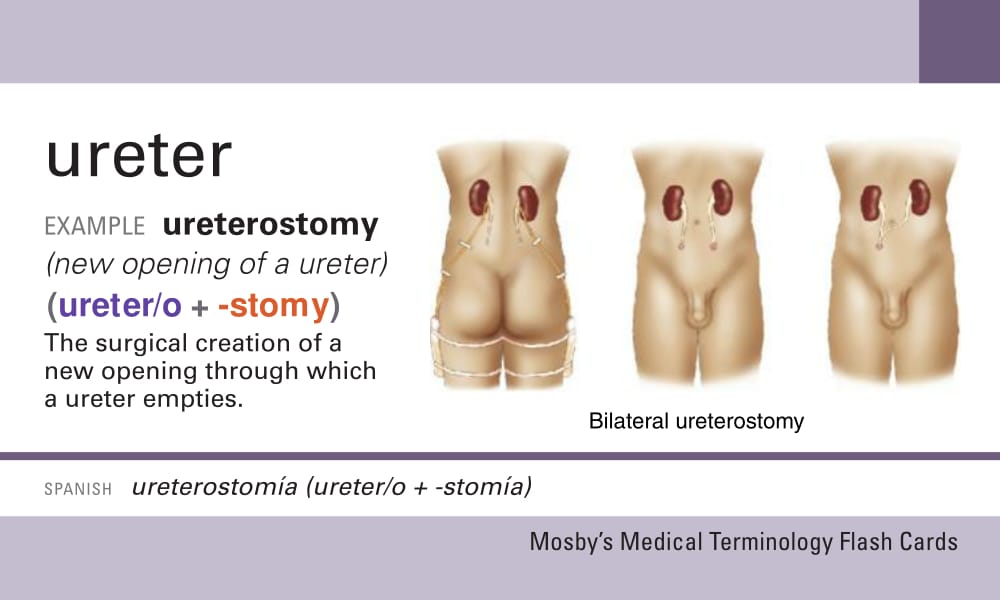 ureter
EXAMPLE ureterostomy
(new opening of a ureter)
(ureter/o + -stomy)
The surgical creation of a
new opening through which
a ureter empties.
Bilateral ureterostomy
SPANISH ureterostomía (ureter/o + -stomía)
Mosby’s Medical Terminology Flash Cards